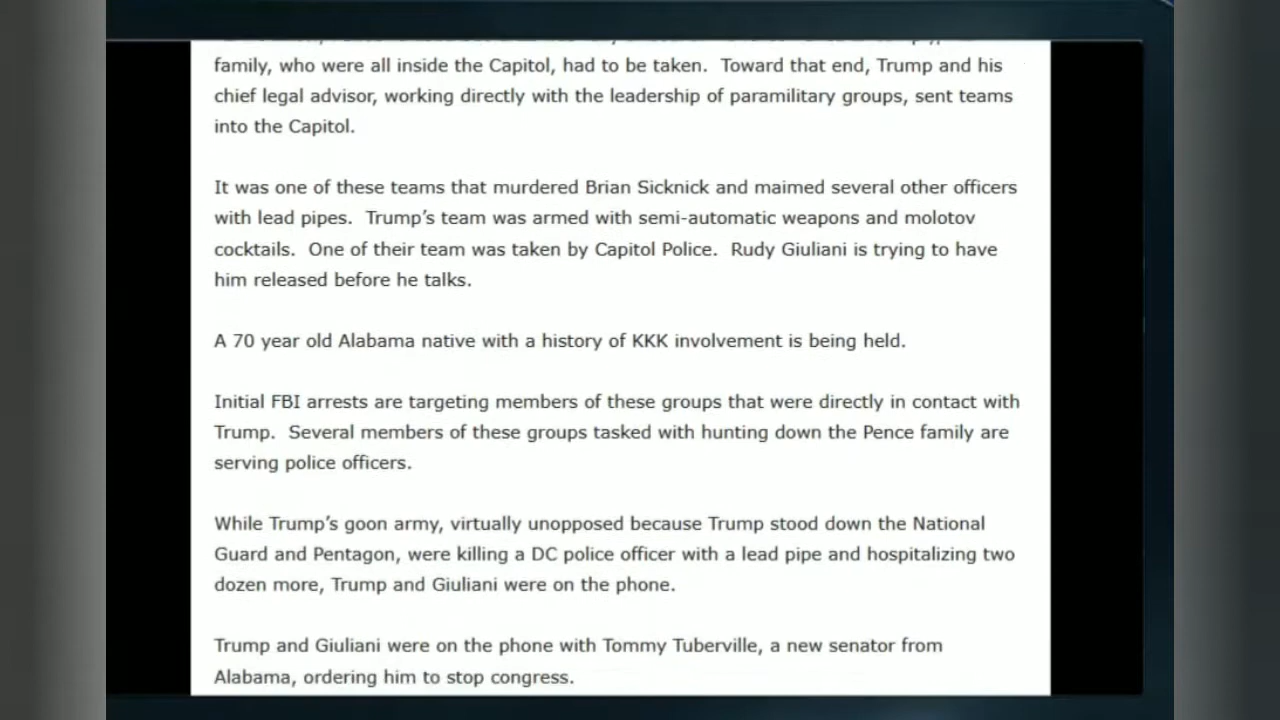 family, who were all inside the Capitol, had to be taken. Toward that end, Trump and his
chief legal advisor, working directly with the leadership of paramilitary groups, sent teams
into the Capitol.
It was one of these teams that murdered Brian Sicknick and maimed several other officers
with lead pipes. Trump’s team was armed with semi-automatic weapons and molotov
cocktails. One of their team was taken by Capitol Police. Rudy Giuliani is trying to have
him released before he talks.
A 70 year old Alabama native with a history of KKK involvement is being held.
Initial FBI arrests are targeting members of these groups that were directly in contact with
Trump. Several members of these groups tasked with hunting down the Pence family are
serving police officers.
While Trump’s goon army, virtually unopposed because Trump stood down the National
Guard and Pentagon, were killing a DC police officer with a lead pipe and hospitalizing two
dozen more, Trump and Giuliani were on the phone.
Trump and Giuliani were on the phone with Tommy Tuberville, a new senator from
Alabama, ordering him to stop congress.